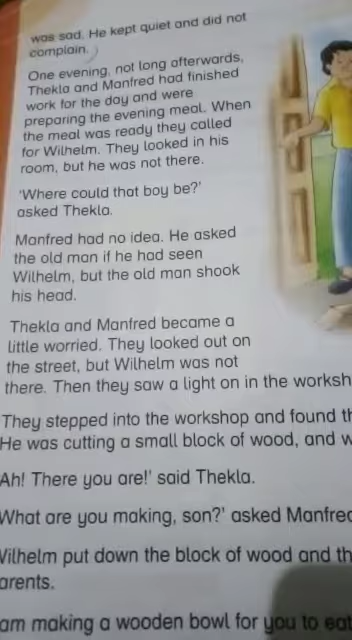 was sad. He kept quiet and did not
complain.
One evening, not long afterwards,
Thekla and Manfred had finished
work for the day and were
preparing the evening meal. When
the meal was ready they called
for Wilhelm. They looked in his
room, but he was not there.
'Where could that boy be?'
asked Thekla.
Manfred had no idea. He asked
the old man if he had seen
Wilhelm, but the old man shook
his head.
Thekla and Manfred became a
little worried. They looked out on
the street, but Wilhelm was not
there. Then they saw a light on in the worksh
They stepped into the workshop and found th
He was cutting a small block of wood, and w
Ah! There you are!' said Thekla.
What are you making, son?' asked Manfred
Wilhelm put down the block of wood and th
arents.
am making a wooden bowl for you to eat